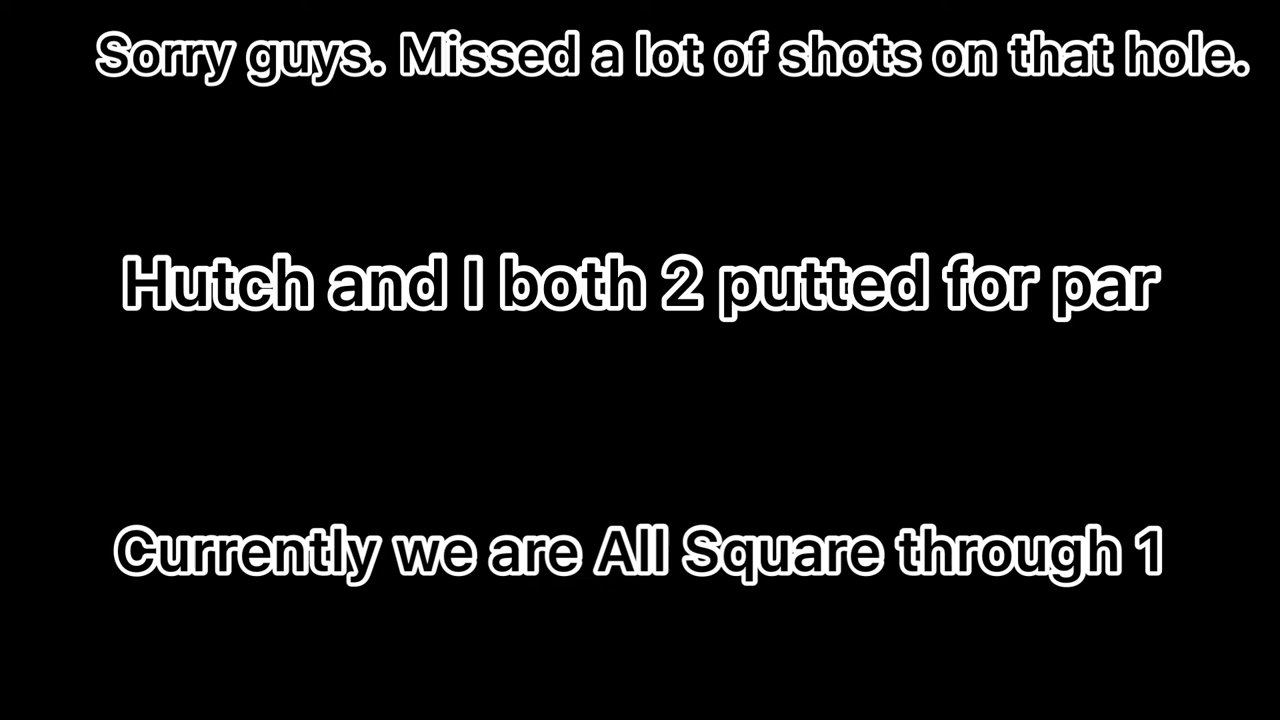 Sorry guys. Missed a lot of shots on that hole.
Hutch and I both 2 putted for par
Currently we are All Square through 1